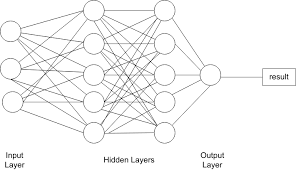 result
Input
Layer
Hidden Layers
Output
Layer